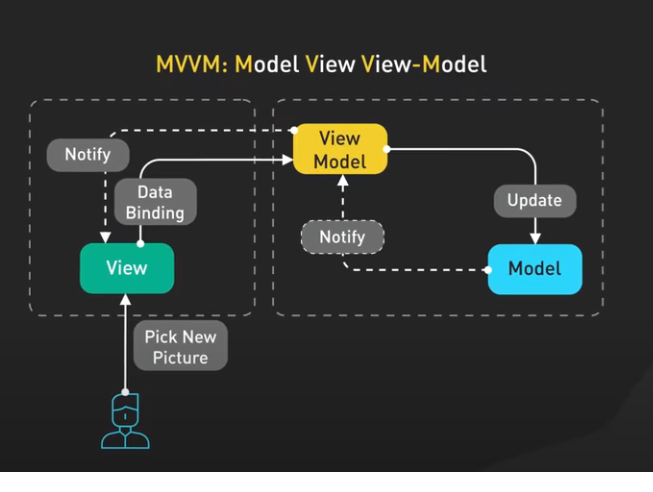 MVVM: Model View View-Model
Notify
View
Model
Data
Binding
Update
Notify
View
Model
Pick New
Picture